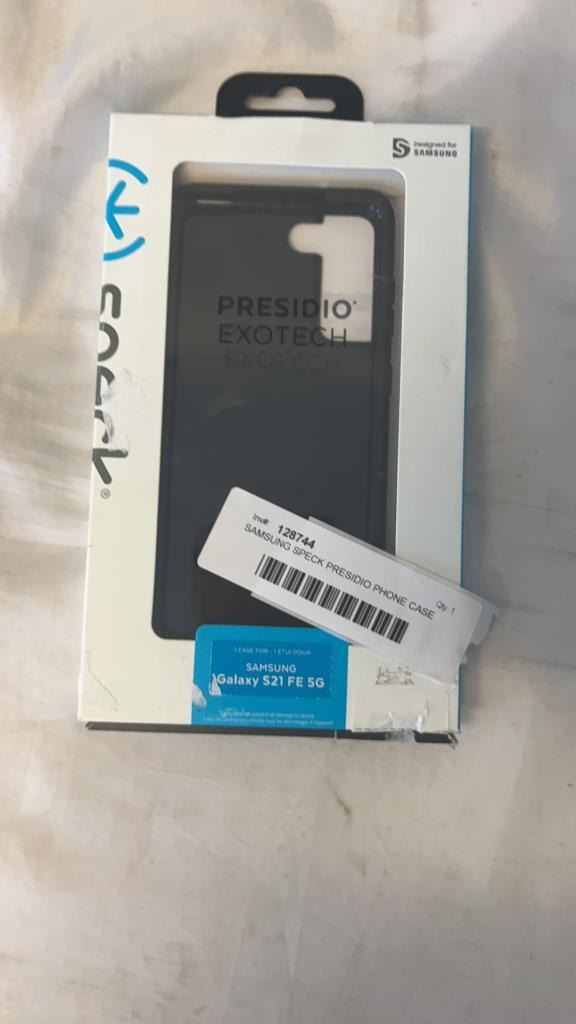 Designed for
SAMSUNG
speck®
PRESIDIO®
EXOTECH
EXOTECH
Inv#: 128744
SAMSUNG SPECK PRESIDIO PHONE CASE
Qty: 1
1 CASE FOR · 1 ÉTUI POUR
SAMSUNG
Galaxy S21 FE 5G